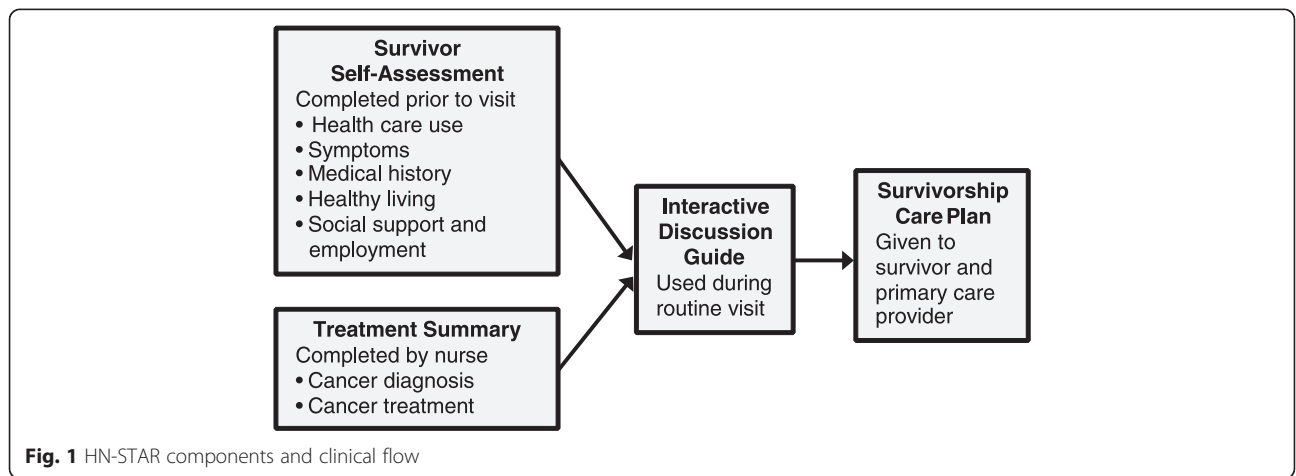 Survivor
Self-Assessment
Completed prior to visit
• Health care use
• Symptoms
• Medical history
• Healthy living
• Social support and
employment
Treatment Summary
Completed by nurse
• Cancer diagnosis
• Cancer treatment
Interactive
Discussion
Guide
Used during
routine visit
Survivorship
Care Plan
Given to
survivor and
primary care
provider
Fig. 1 HN-STAR components and clinical flow